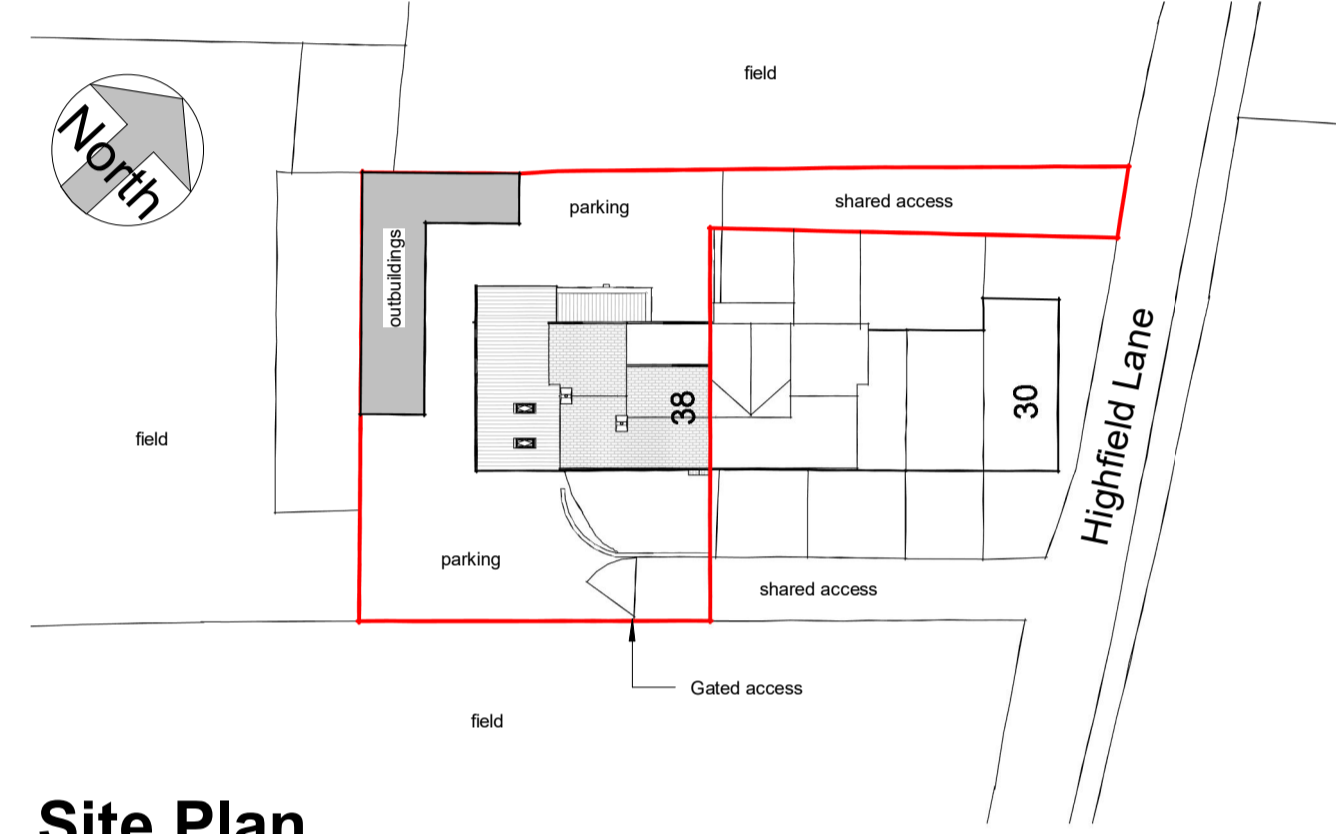 field
North
shared access
parking
outbuildings
38
30
field
Highfield Lane
parking
shared access
Gated access
field
Site Plan